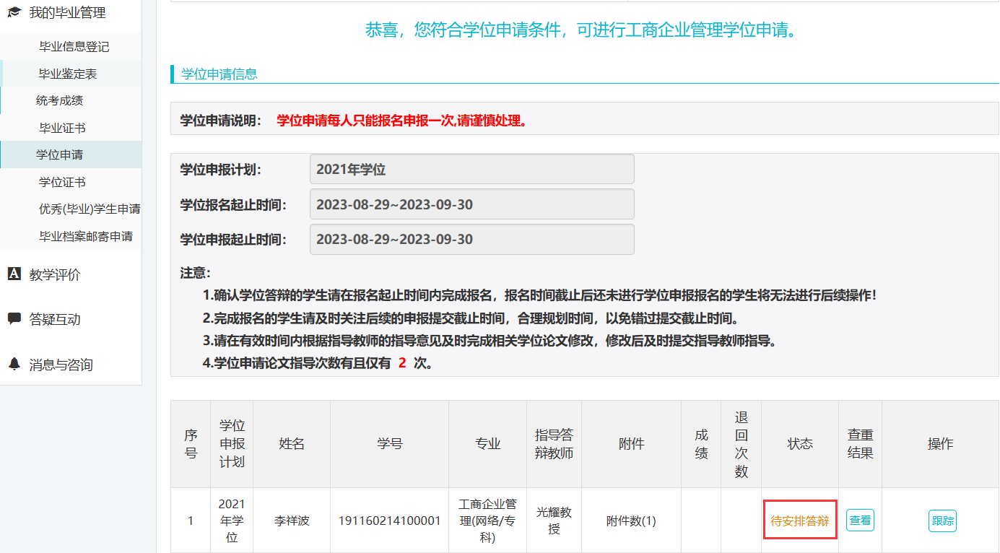 我的毕业管理
毕业信息登记
毕业鉴定表
统考成绩
毕业证书
学位申请
学位证书
优秀(毕业)学生申请
毕业档案邮寄申请
A 教学评价
答疑互动
消息与咨询
恭喜，您符合学位申请条件，可进行工商企业管理学位申请。
学位申请信息
学位申请说明： 学位申请每人只能报名申报一次,请谨慎处理。
学位申报计划： 2021年学位
学位报名起止时间： 2023-08-29~2023-09-30
学位申报起止时间： 2023-08-29~2023-09-30
注意：
1.确认学位答辩的学生请在报名起止时间内完成报名，报名时间截止后还未进行学位申报报名的学生将无法进行后续操作！
2.完成报名的学生请及时关注后续的申报提交截止时间，合理规划时间，以免错过提交截止时间。
3.请在有效时间内根据指导教师的指导意见及时完成相关学位论文修改，修改后及时提交指导教师指导。
4.学位申请论文指导次数有且仅有 2 次。
序号 学位申报计划 姓名 学号 专业 指导答辩教师 附件 成绩 退回次数 状态 查重结果 操作
1 2021年学位 李祥波 191160214100001 工商企业管理(网络/专科) 光耀教授 附件数(1) 待安排答辩 查看 跟踪